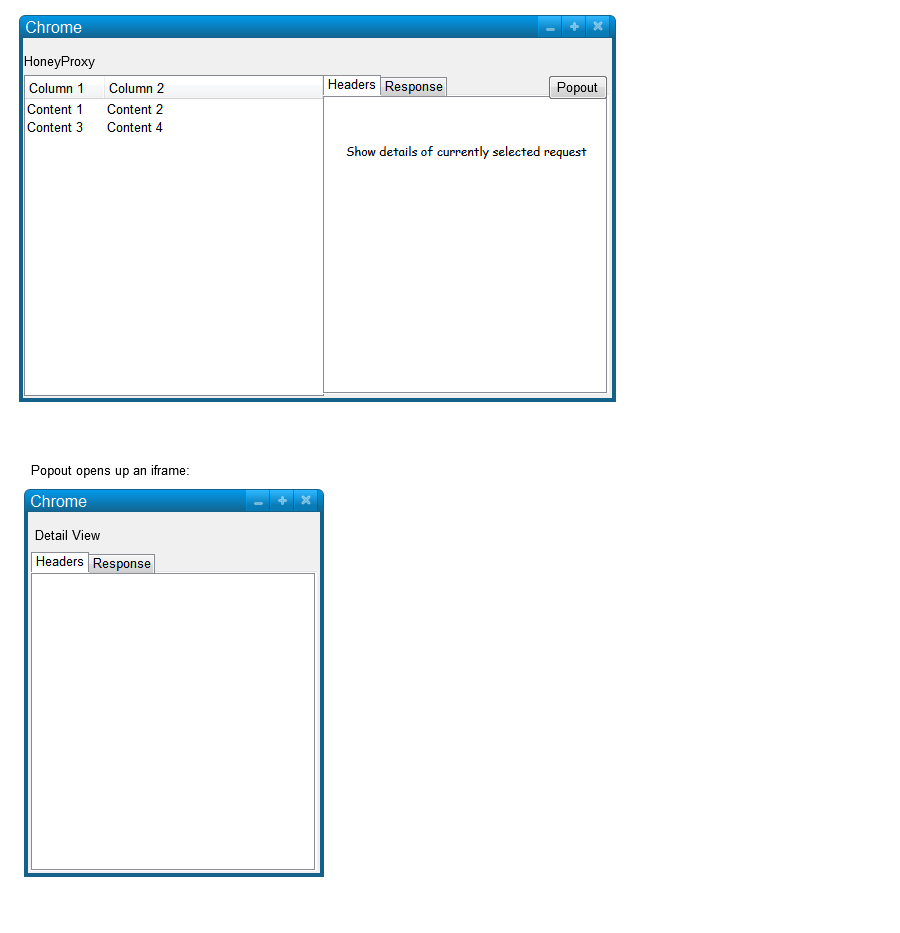 Chrome
HoneyProxy
Column 1 Column 2
Headers Response Popout
Content 1 Content 2
Content 3 Content 4
Show details of currently selected request
Popout opens up an iframe:
Chrome
Detail View
Headers Response